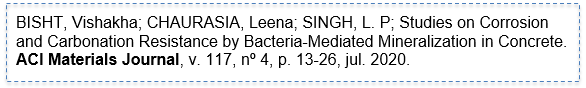 BISHT, Vishakha; CHAURASIA, Leena; SINGH, L. P; Studies on Corrosion
and Carbonation Resistance by Bacteria-Mediated Mineralization in Concrete.
ACI Materials Journal, v. 117, nº 4, p. 13-26, jul. 2020.